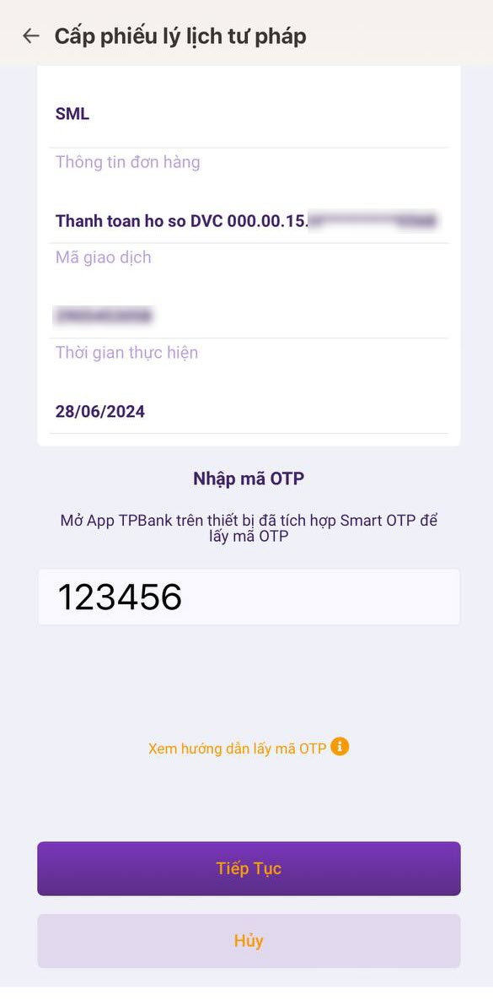 Cấp phiếu lý lịch tư pháp
SML
Thông tin đơn hàng
Thanh toan ho so DVC 000.00.15.
Mã giao dịch
Thời gian thực hiện
28/06/2024
Nhập mã OTP
Mở App TPBank trên thiết bị đã tích hợp Smart OTP để
lấy mã OTP
123456
Xem hướng dẫn lấy mã OTP
Tiếp Tục
Hủy